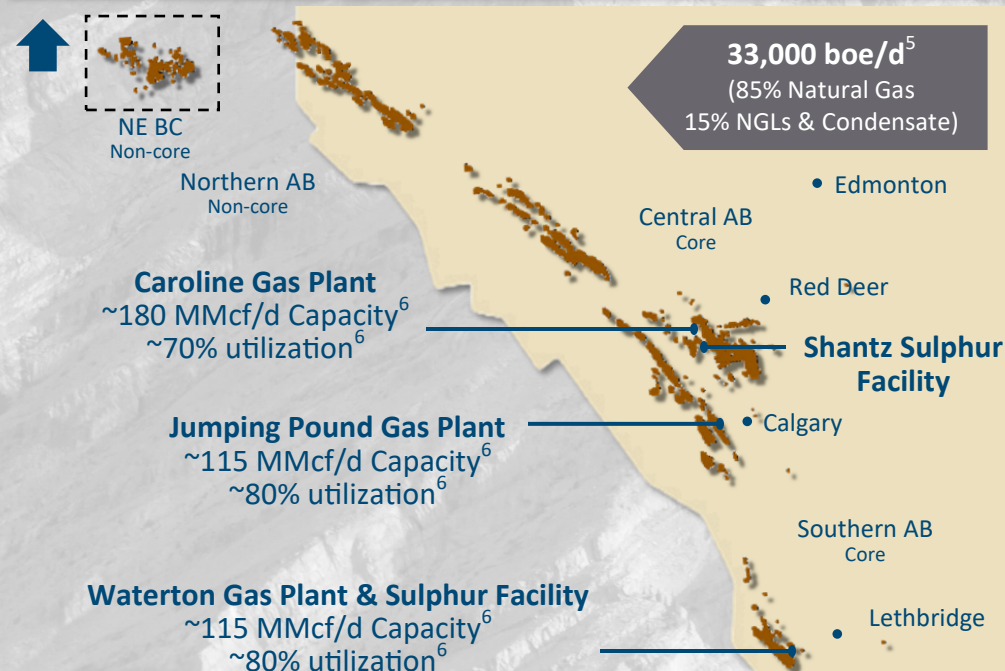 33,000 boe/d5
(85% Natural Gas
15% NGLs & Condensate)
NE BC
Non-core
Northern AB
Non-core
Edmonton
Central AB
Core
Caroline Gas Plant
~180 MMcf/d Capacity6
~70% utilization6
Red Deer
Shantz Sulphur
Facility
Jumping Pound Gas Plant
~115 MMcf/d Capacity6
~80% utilization6
Calgary
Southern AB
Core
Waterton Gas Plant & Sulphur Facility
~115 MMcf/d Capacity6
~80% utilization6
Lethbridge